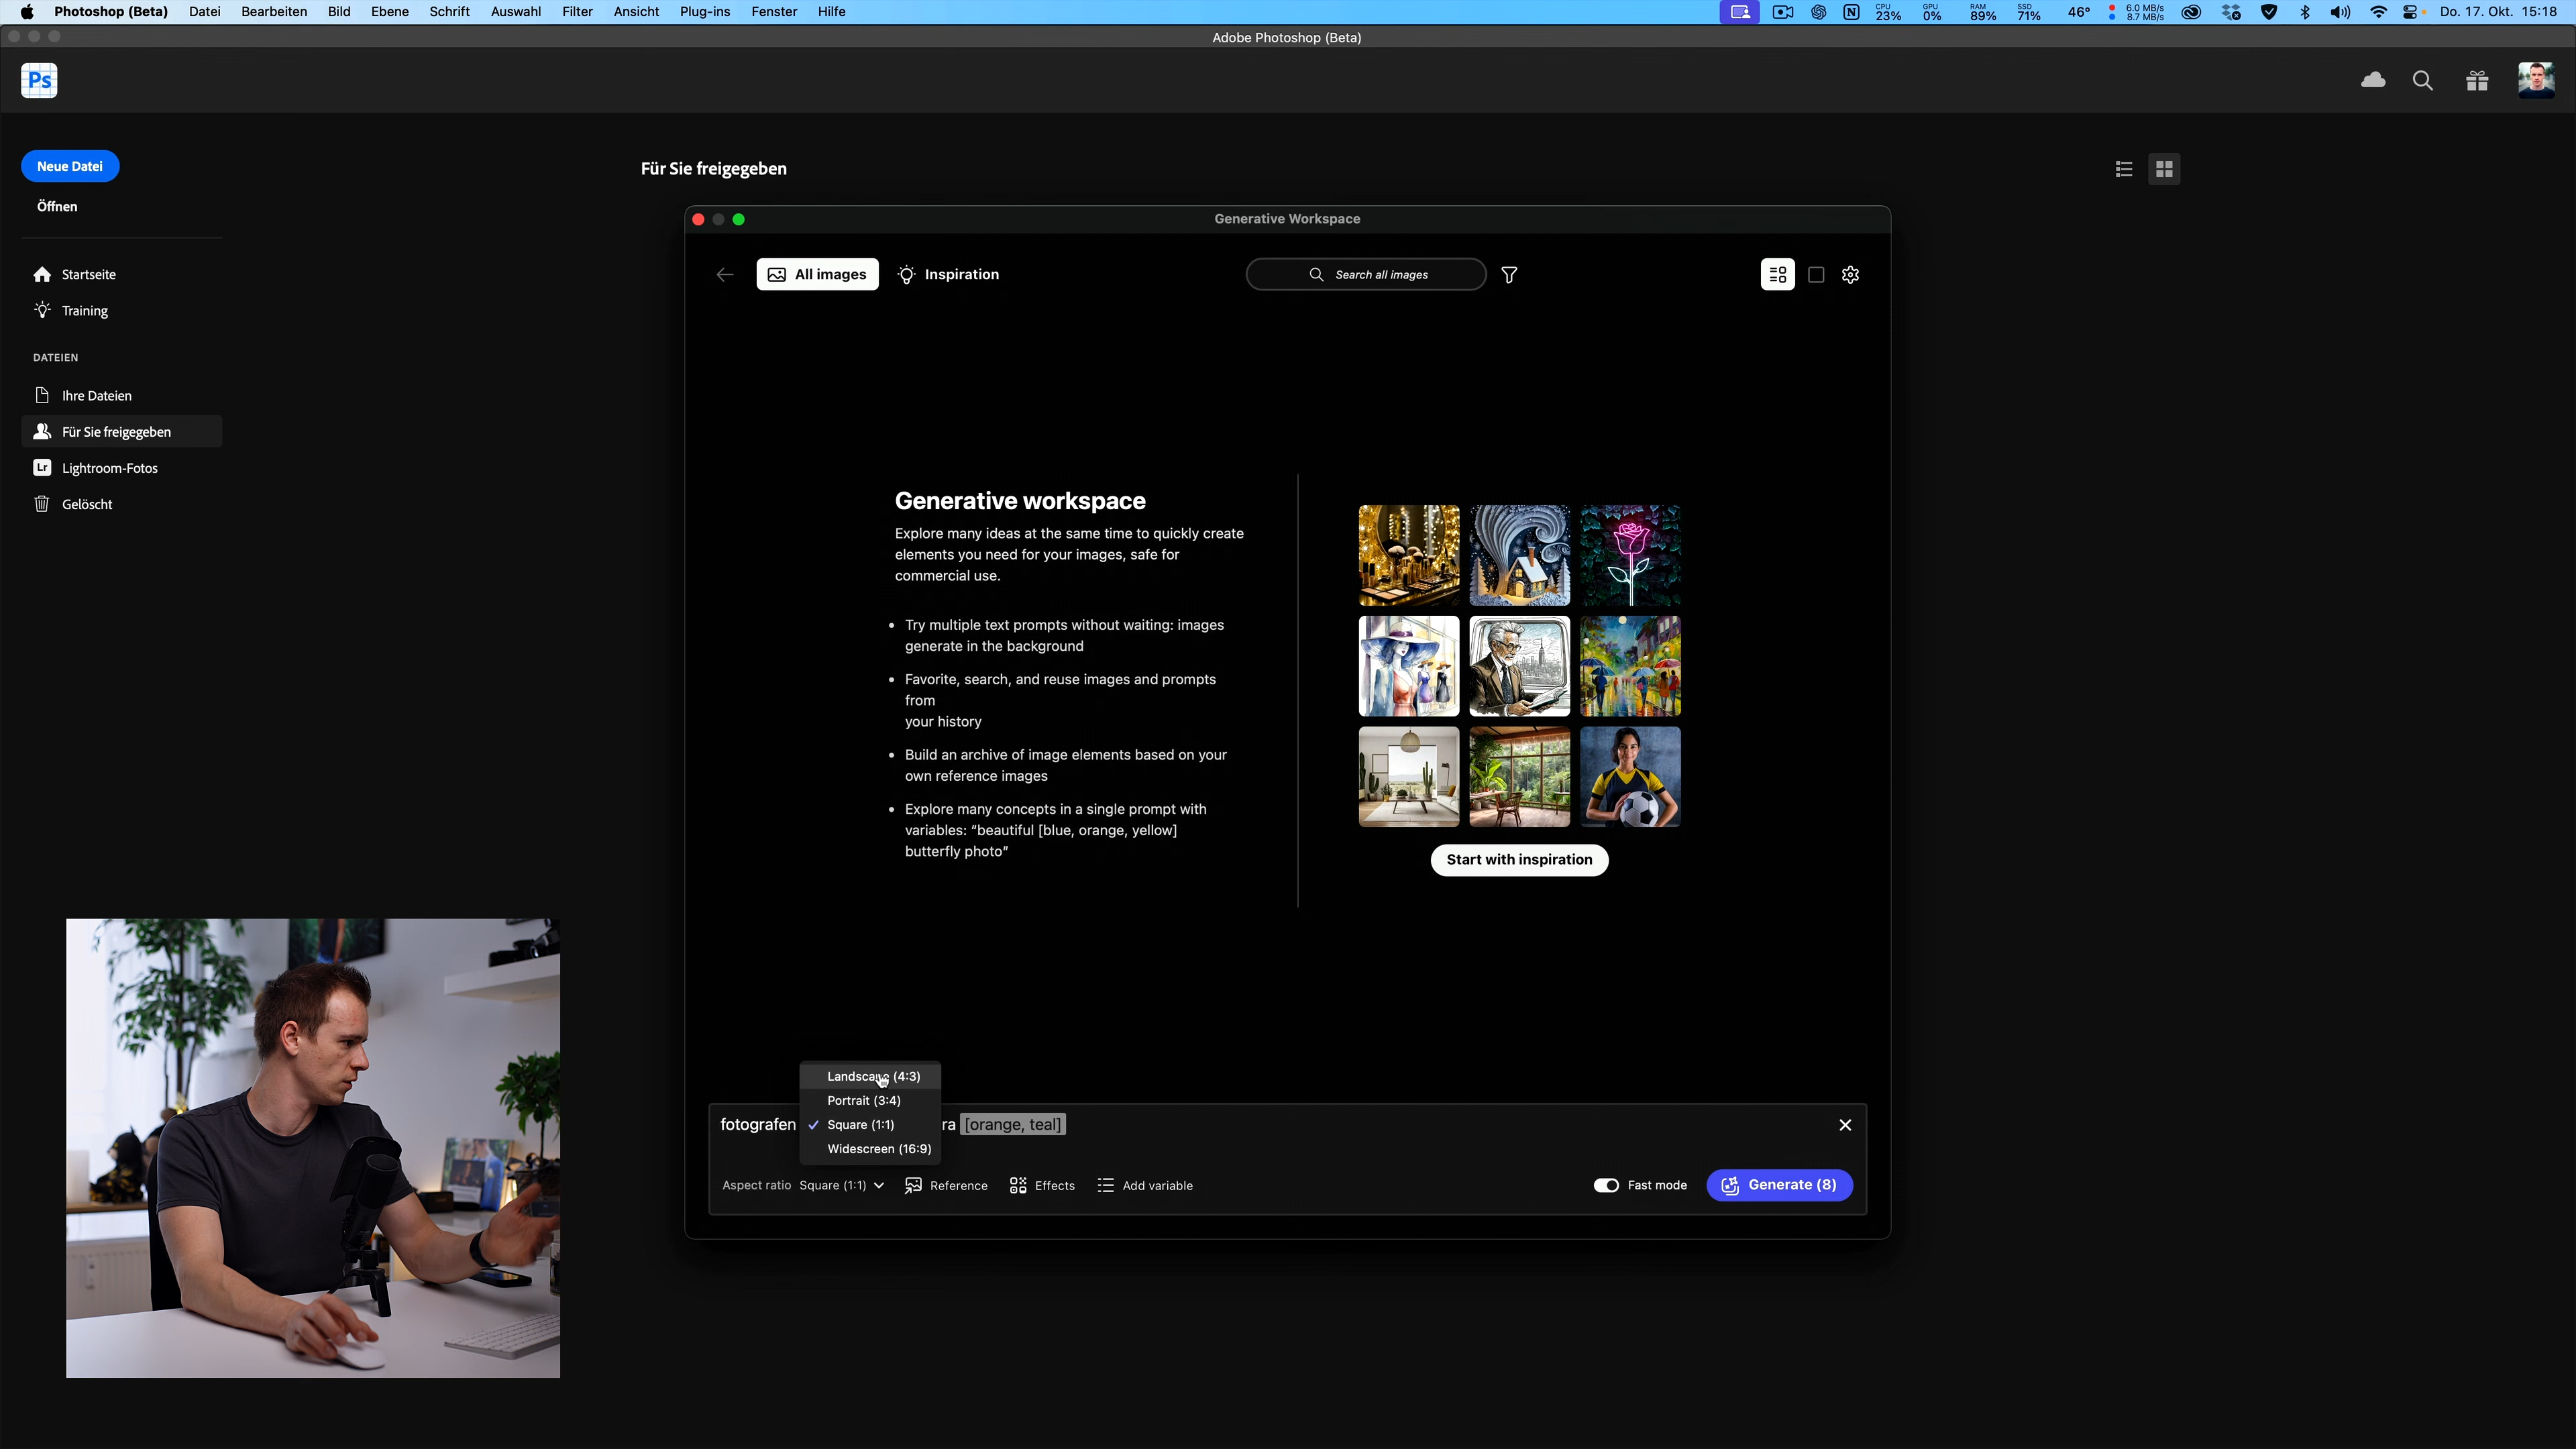 Photoshop (Beta) Datei Bearbeiten Bild Ebene Schrift Auswahl Filter Ansicht Plug-ins Fenster Hilfe
CPU 23% GPU 0% RAM 89% SSD 71% 46° 6.0 MB/s 8.7 MB/s Do. 17. Okt. 15:18
Adobe Photoshop (Beta)
Ps
Neue Datei
Öffnen
Startseite
Training
DATEIEN
Ihre Dateien
Für Sie freigegeben
Lr Lightroom-Fotos
Gelöscht
Für Sie freigegeben
Generative Workspace
All images Inspiration Search all images
Generative workspace
Explore many ideas at the same time to quickly create
elements you need for your images, safe for
commercial use.
• Try multiple text prompts without waiting: images
generate in the background
• Favorite, search, and reuse images and prompts
from
your history
• Build an archive of image elements based on your
own reference images
• Explore many concepts in a single prompt with
variables: “beautiful [blue, orange, yellow]
butterfly photo”
Start with inspiration
Landscape (4:3)
Portrait (3:4)
Square (1:1)
Widescreen (16:9)
fotografen ra [orange, teal]
Aspect ratio Square (1:1) Reference Effects Add variable Fast mode Generate (8)